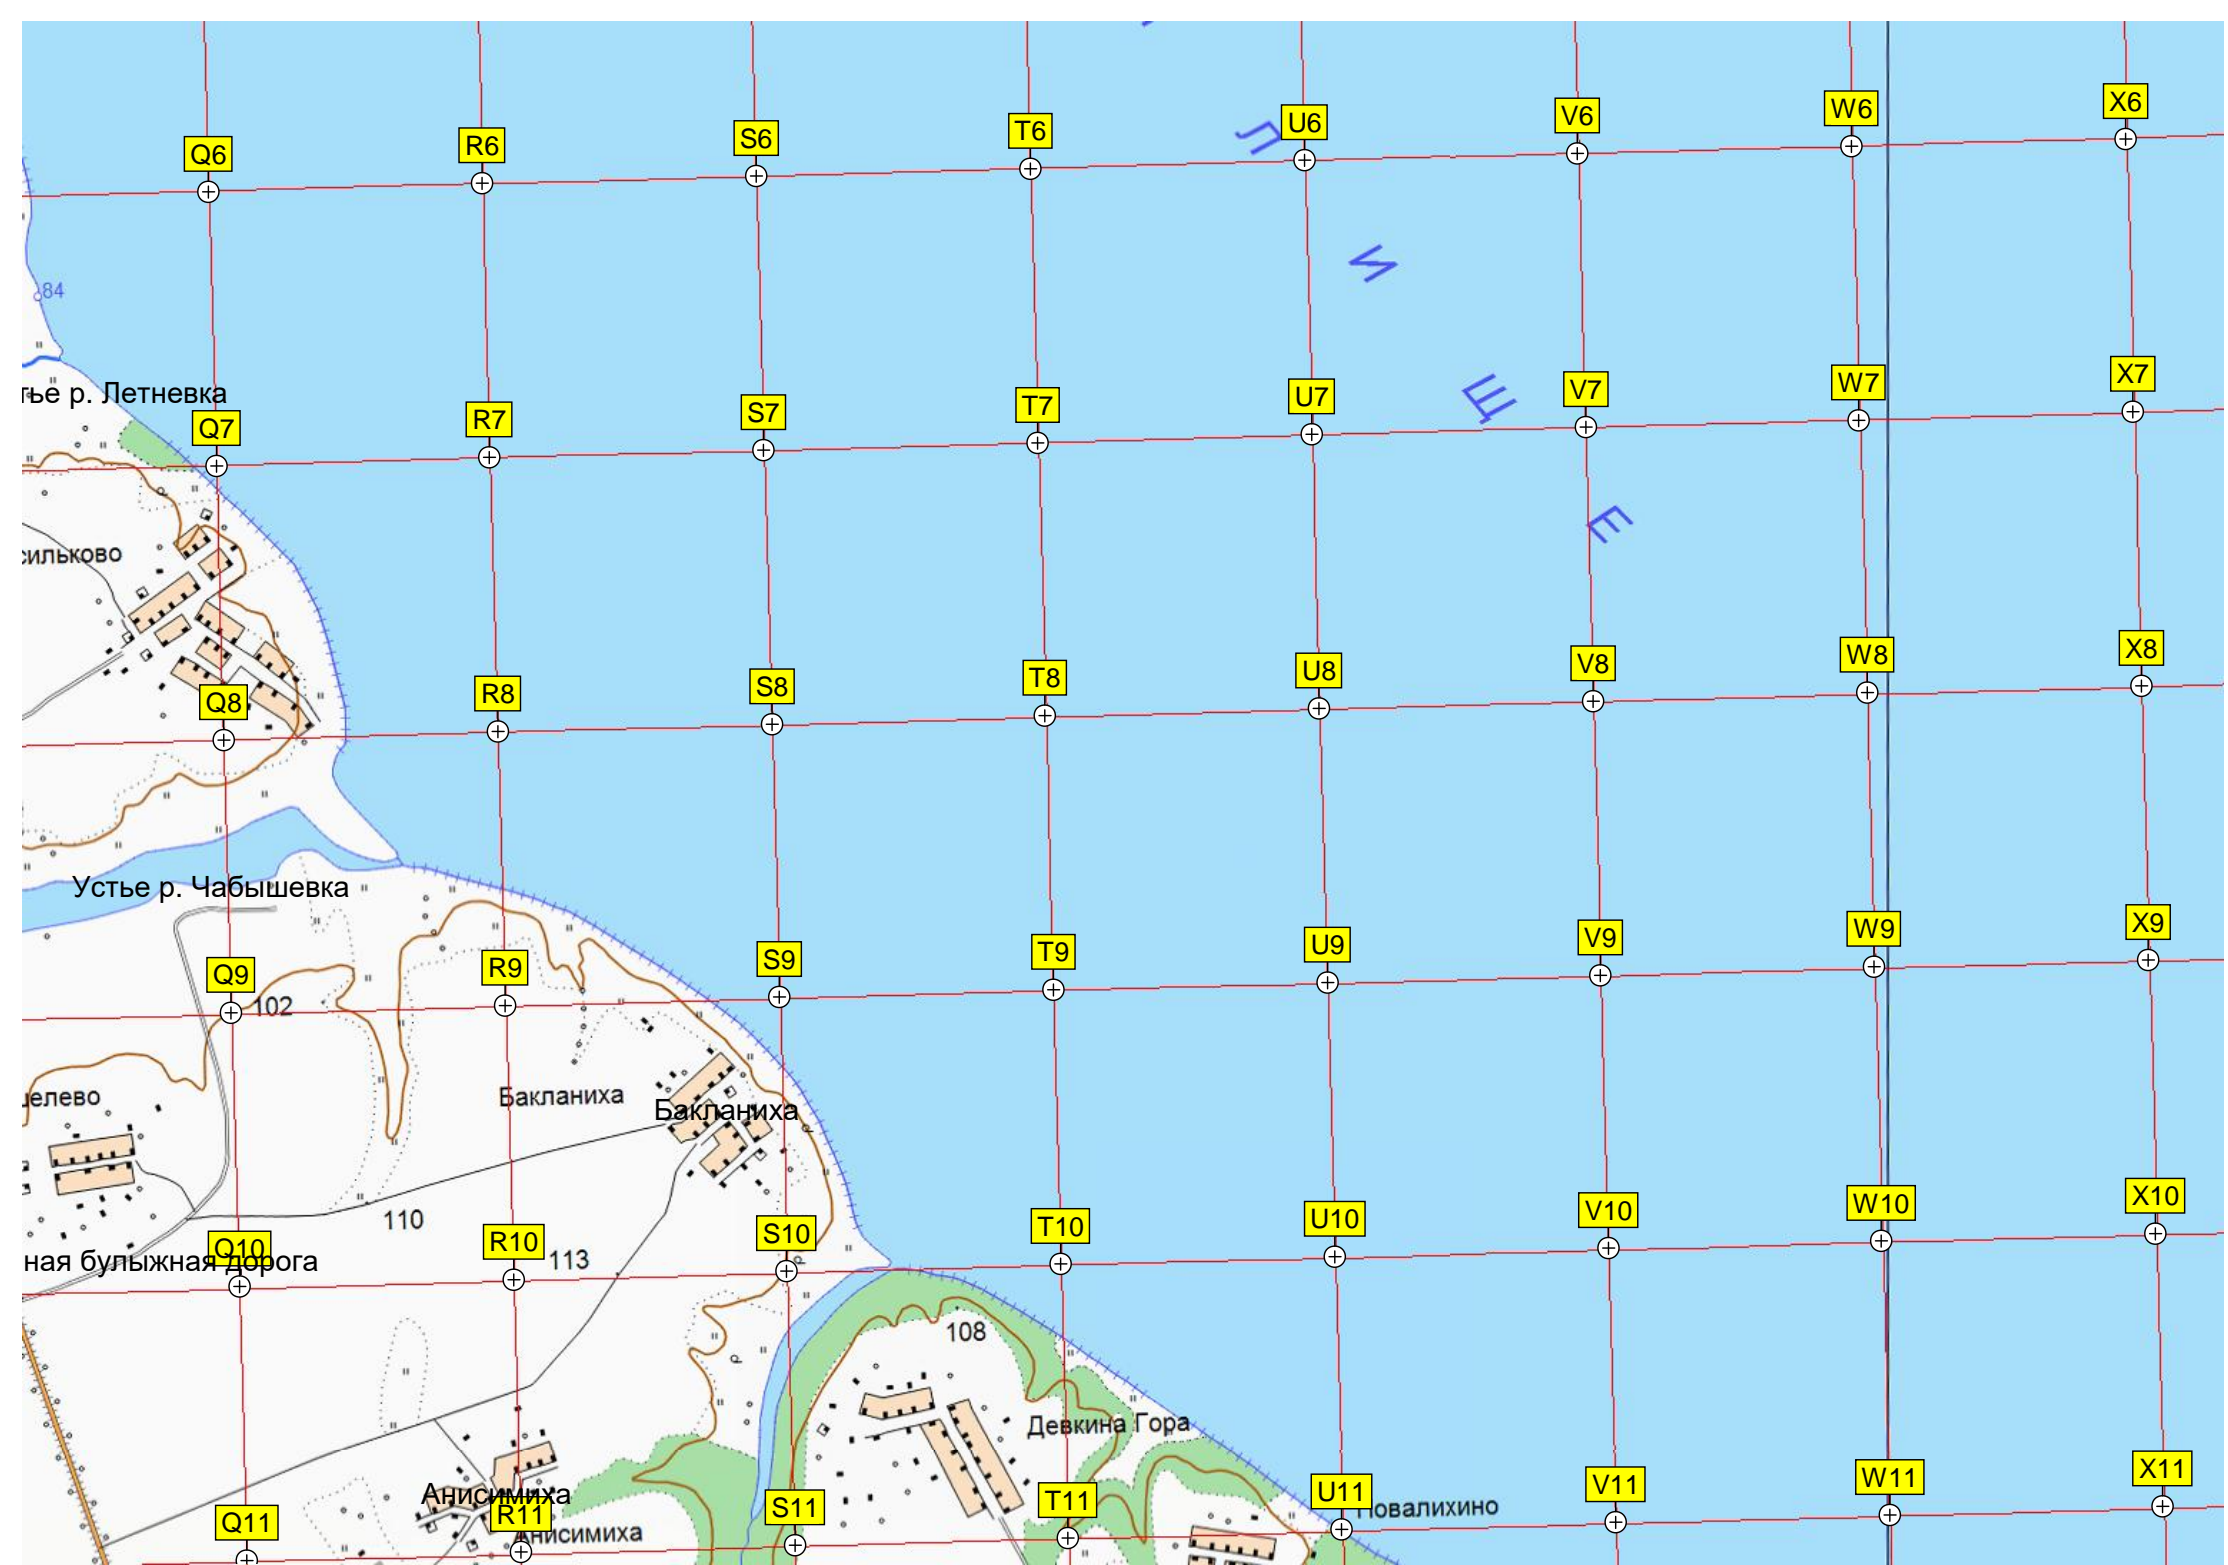 Q6 R6 S6 T6 U6 V6 W6 X6
Л
И
84
тье р. Летневка
Q7 R7 S7 T7 U7 V7 W7 X7
Щ
Е
сильково
Q8 R8 S8 T8 U8 V8 W8 X8
Устье р. Чабышевка
Q9 R9 S9 T9 U9 V9 W9 X9
102
Бакланиха
Бакланиха
110
Q10 R10 S10 T10 U10 V10 W10 X10
ная булыжная дорога
113
108
Девкина Гора
Анисимиха
Q11 R11 S11 T11 U11 V11 W11 X11
Новалихино
Анисимиха